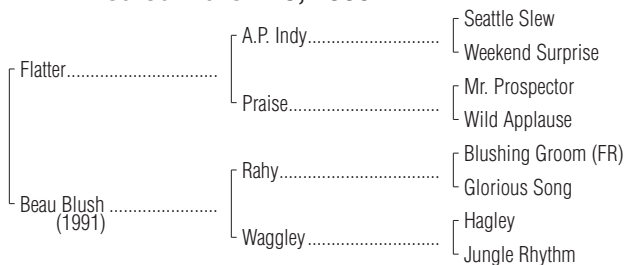 Seattle Slew
A.P. Indy
Weekend Surprise
Flatter
Mr. Prospector
Praise
Wild Applause
Blushing Groom (FR)
Rahy
Glorious Song
Beau Blush
(1991)
Hagley
Waggley
Jungle Rhythm